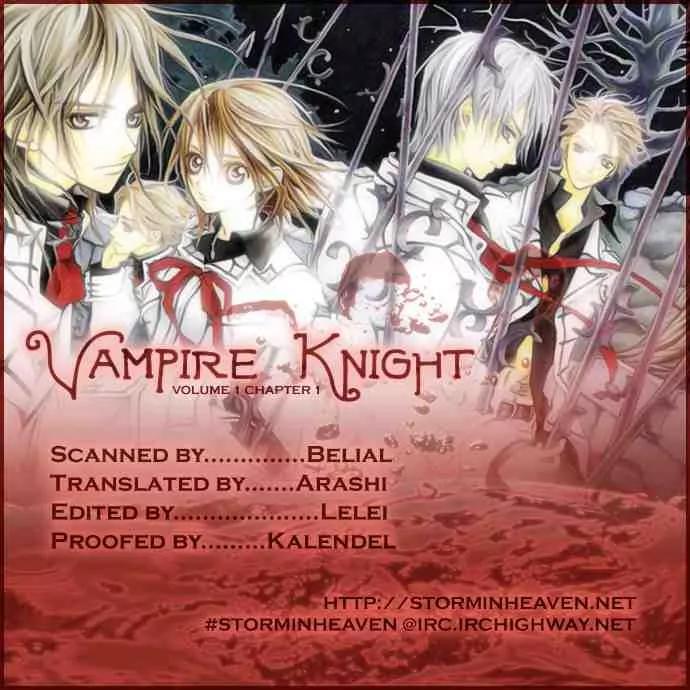 VAMPIRE KNIGHT
VOLUME 1 CHAPTER 1
SCANNED BY..............BELIAL
TRANSLATED BY.......ARASHI
EDITED BY....................LELEI
PROOFED BY.........KALENDEL
HTTP://STORMINHEAVEN.NET
#STORMINHEAVEN @IRC.IRCHIGHWAY.NET